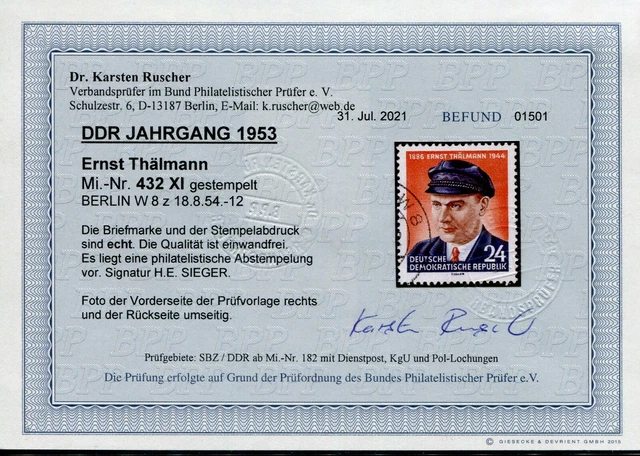 Dr. Karsten Ruscher
Verbandsprüfer im Bund Philatelistischer Prüfer e. V.
Schulzestr. 6, D-13187 Berlin, E-Mail: k.ruscher@web.de
31. Jul. 2021 BEFUND 01501
DDR JAHRGANG 1953
Ernst Thälmann
Mi.-Nr. 432 XI gestempelt
BERLIN W 8 z 18.8.54.-12
Die Briefmarke und der Stempelabdruck
sind echt. Die Qualität ist einwandfrei.
Es liegt eine philatelistische Abstempelung
vor. Signatur H.E. SIEGER.
Foto der Vorderseite der Prüfvorlage rechts
und der Rückseite umseitig.
1886 ERNST THÄLMANN 1944
DEUTSCHE
DEMOKRATISCHE REPUBLIK
24
Karsten Ruscher
Prüfgebiete: SBZ / DDR ab Mi.-Nr. 182 mit Dienstpost, KgU und Pol-Lochungen
Die Prüfung erfolgte auf Grund der Prüfordnung des Bundes Philatelistischer Prüfer e.V.
© GIESECKE & DEVRIENT GMBH 2015
BPP